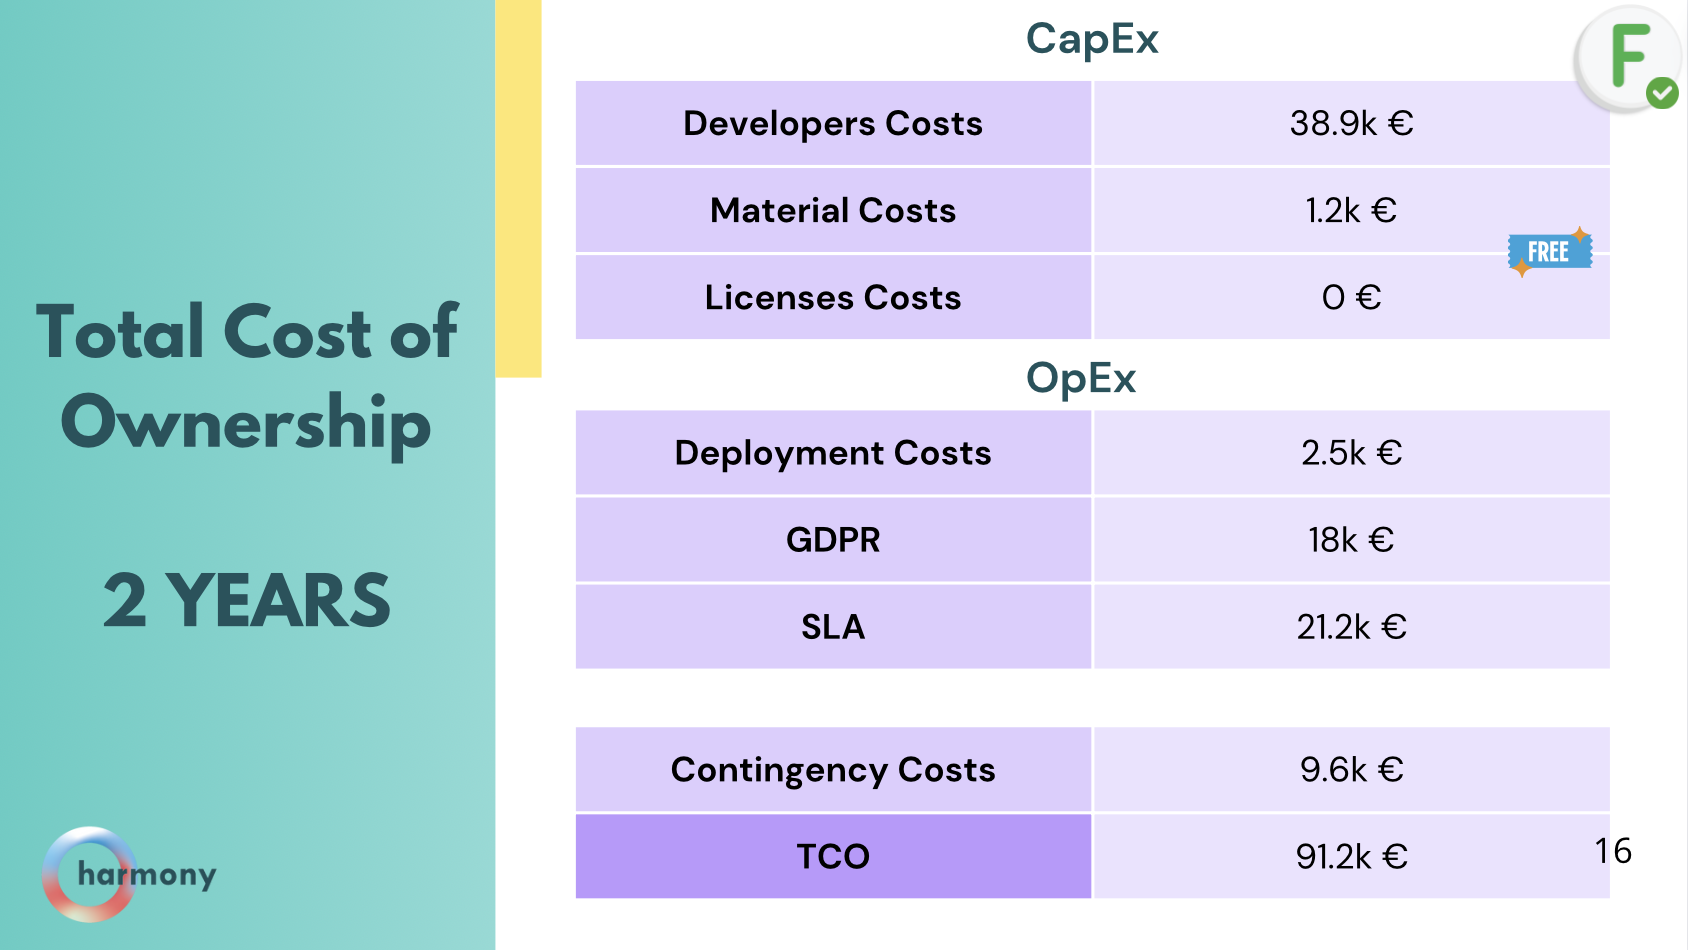 Total Cost of
Ownership
2 YEARS
harmony
CapEx
F
Developers Costs 38.9k €
Material Costs 1.2k €
FREE
Licenses Costs 0 €
OpEx
Deployment Costs 2.5k €
GDPR 18k €
SLA 21.2k €
Contingency Costs 9.6k €
TCO 91.2k €
16